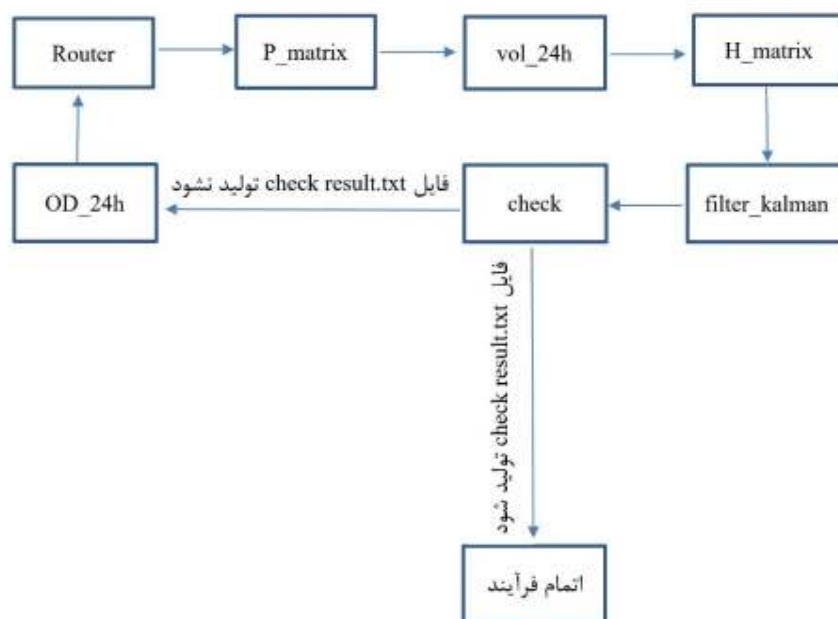 Router
P_matrix
vol_24h
H_matrix
OD_24h
فایل check result.txt تولید نشود
check
filter_kalman
فایل check result.txt تولید شود
اتمام فرآیند